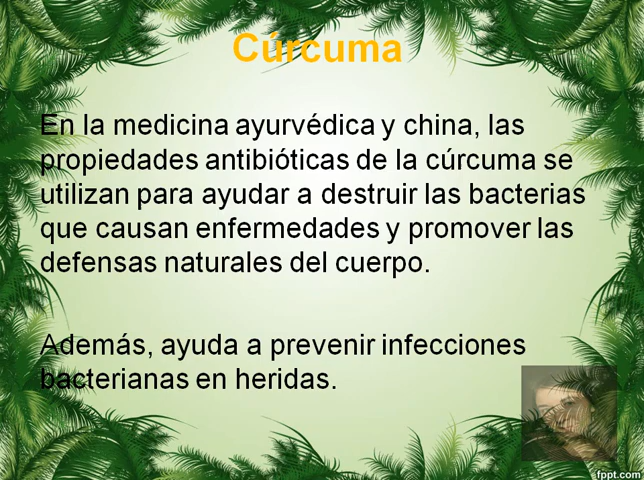 Cúrcuma
En la medicina ayurvédica y china, las
propiedades antibióticas de la cúrcuma se
utilizan para ayudar a destruir las bacterias
que causan enfermedades y promover las
defensas naturales del cuerpo.
Además, ayuda a prevenir infecciones
bacterianas en heridas.
fppt.com